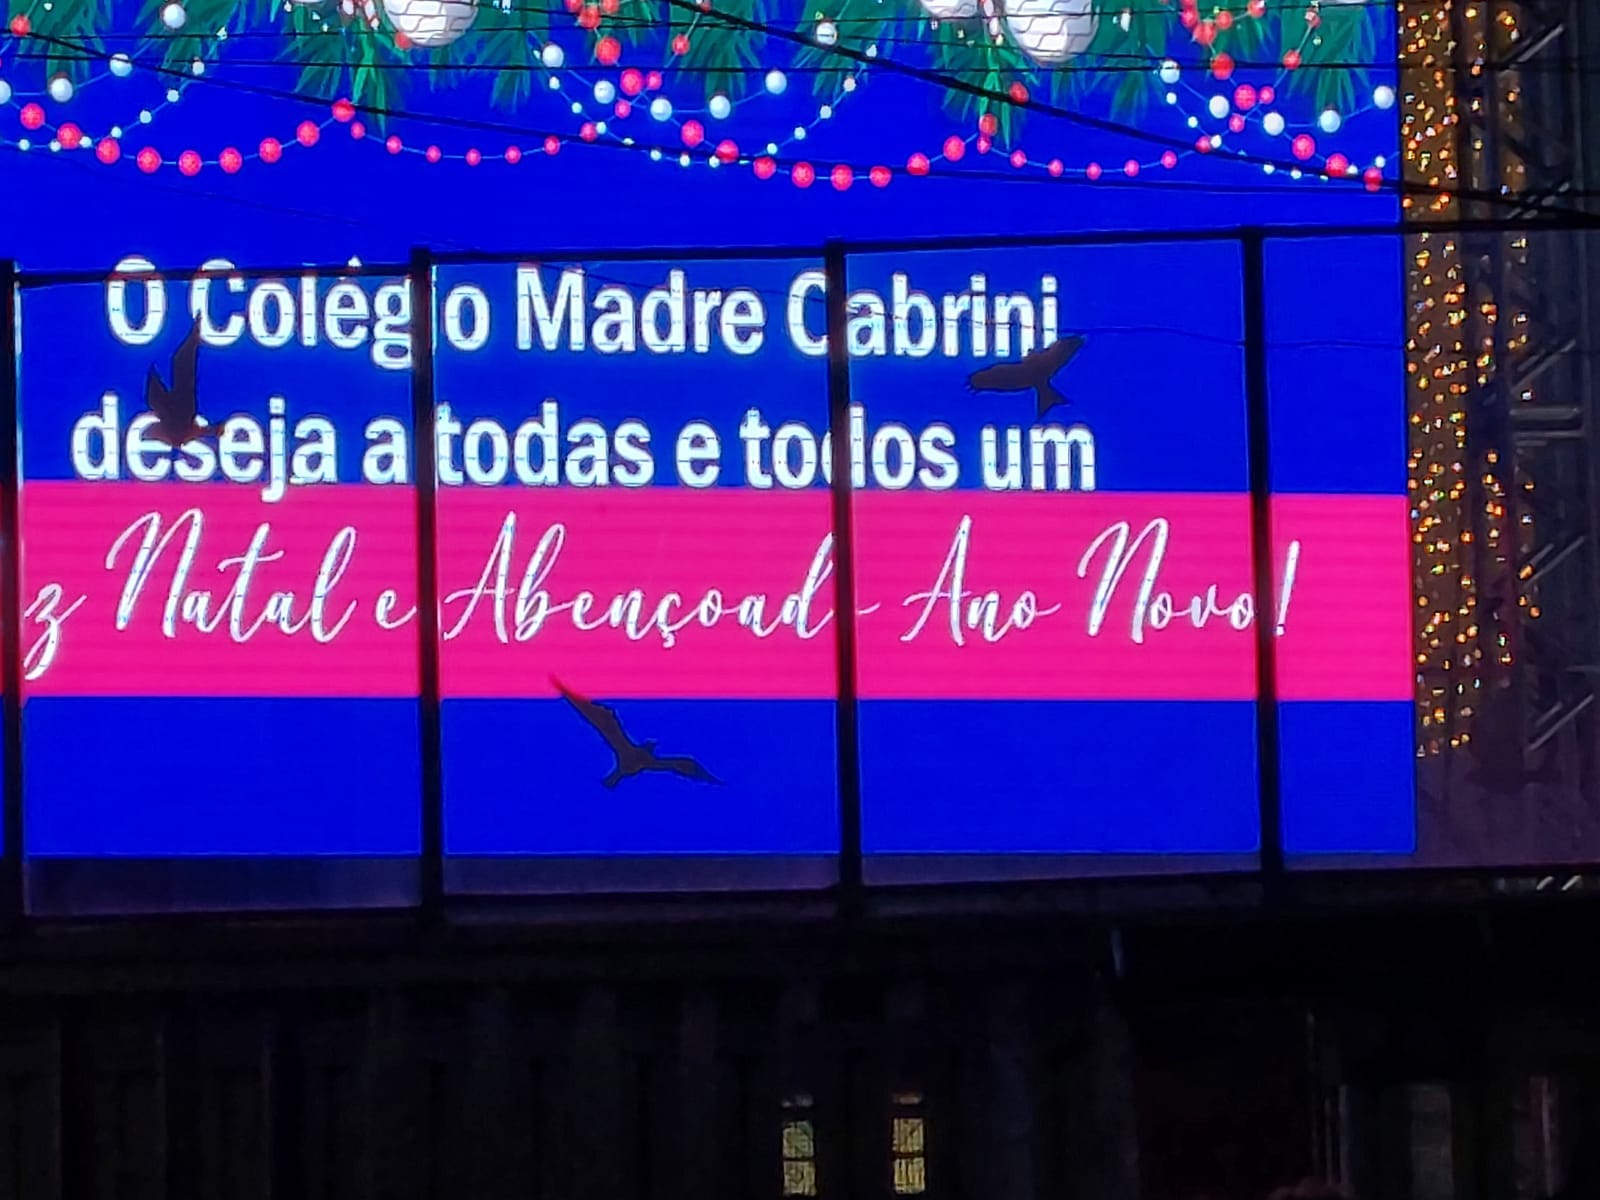 O Colégio Madre Cabrini
deseja a todas e todos um
z Natal e Abençoad Ano Novo!